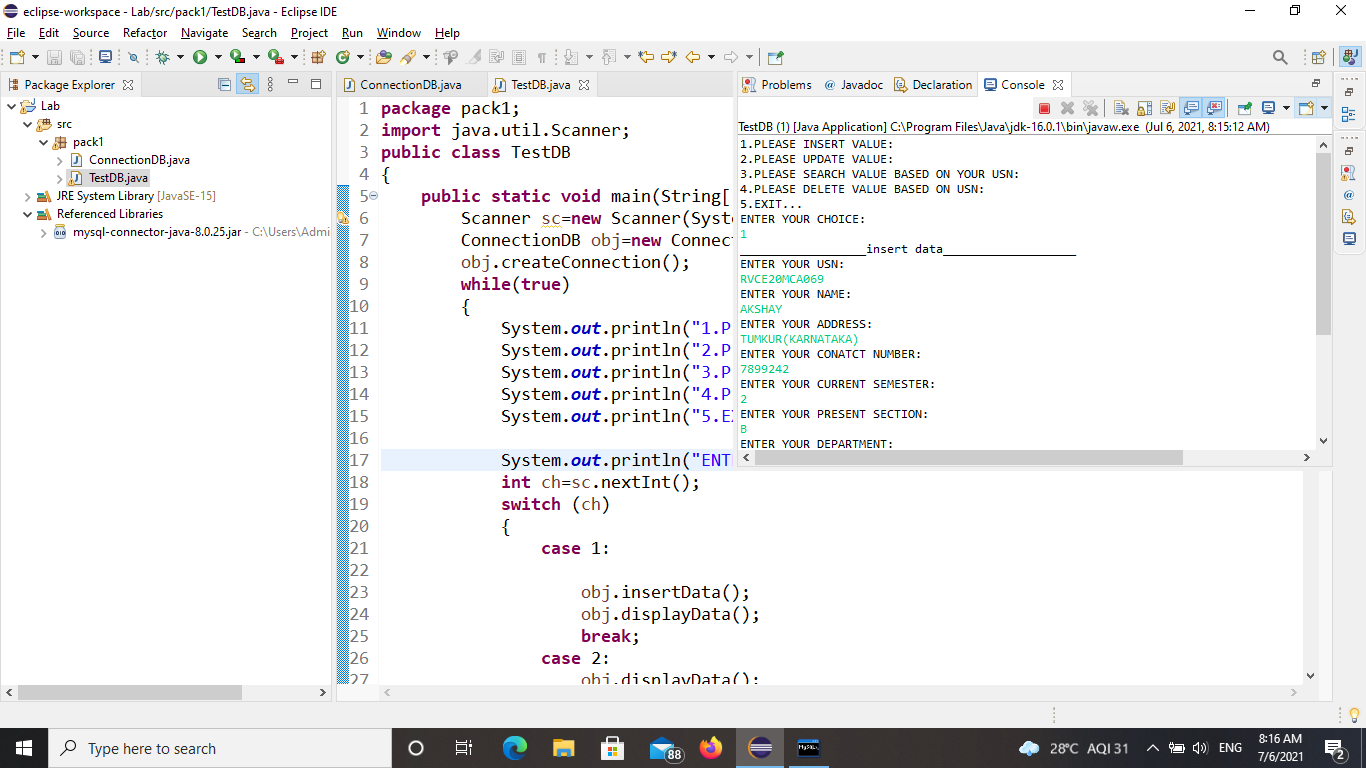 eclipse-workspace - Lab/src/pack1/TestDB.java - Eclipse IDE
File Edit Source Refactor Navigate Search Project Run Window Help
Package Explorer
Lab
src
pack1
ConnectionDB.java
TestDB.java
JRE System Library [JavaSE-15]
Referenced Libraries
mysql-connector-java-8.0.25.jar - C:\Users\Admi
ConnectionDB.java TestDB.java
1 package pack1;
2 import java.util.Scanner;
3 public class TestDB
4 {
5 public static void main(String[
6 Scanner sc=new Scanner(Syst
7 ConnectionDB obj=new Connec
8 obj.createConnection();
9 while(true)
10 {
11 System.out.println("1.P
12 System.out.println("2.P
13 System.out.println("3.P
14 System.out.println("4.P
15 System.out.println("5.E
16
17 System.out.println("ENT
18 int ch=sc.nextInt();
19 switch (ch)
20 {
21 case 1:
22
23 obj.insertData();
24 obj.displayData();
25 break;
26 case 2:
27 obj.displayData();
Problems @ Javadoc Declaration Console
TestDB (1) [Java Application] C:\Program Files\Java\jdk-16.0.1\bin\javaw.exe (Jul 6, 2021, 8:15:12 AM)
1.PLEASE INSERT VALUE:
2.PLEASE UPDATE VALUE:
3.PLEASE SEARCH VALUE BASED ON YOUR USN:
4.PLEASE DELETE VALUE BASED ON USN:
5.EXIT...
ENTER YOUR CHOICE:
1
__________________insert data___________________
ENTER YOUR USN:
RVCE20MCA069
ENTER YOUR NAME:
AKSHAY
ENTER YOUR ADDRESS:
TUMKUR(KARNATAKA)
ENTER YOUR CONATCT NUMBER:
7899242
ENTER YOUR CURRENT SEMESTER:
2
ENTER YOUR PRESENT SECTION:
B
ENTER YOUR DEPARTMENT:
Type here to search
88
MySQL
28°C AQI 31
ENG
8:16 AM
7/6/2021
2